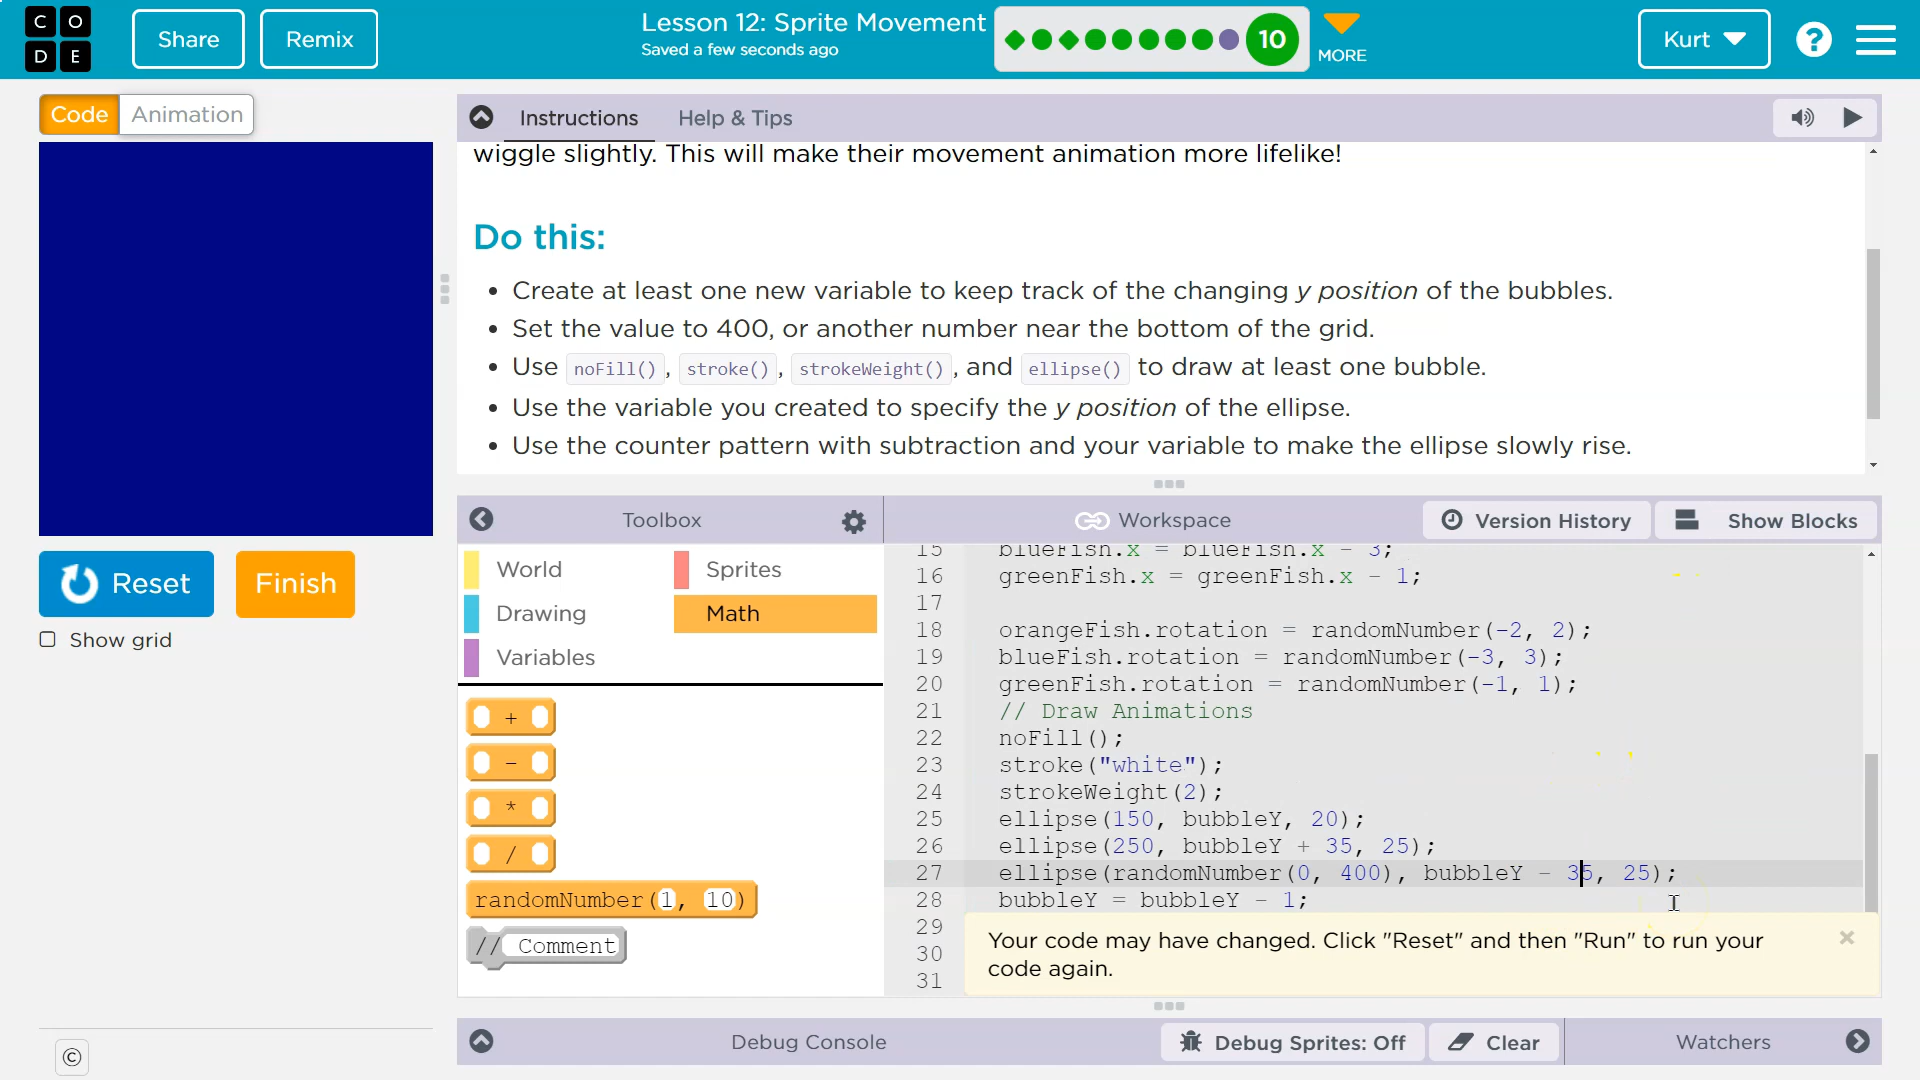 C O D E
Share
Remix
Lesson 12: Sprite Movement
Saved a few seconds ago
10
MORE
Kurt
?
Code
Animation
Instructions
Help & Tips
wiggle slightly. This will make their movement animation more lifelike!
Do this:
• Create at least one new variable to keep track of the changing y position of the bubbles.
• Set the value to 400, or another number near the bottom of the grid.
• Use noFill(), stroke(), strokeWeight(), and ellipse() to draw at least one bubble.
• Use the variable you created to specify the y position of the ellipse.
• Use the counter pattern with subtraction and your variable to make the ellipse slowly rise.
Reset
Finish
Show grid
Toolbox
Workspace
Version History
Show Blocks
World
Sprites
Drawing
Math
Variables
+
-
*
/
randomNumber(1, 10)
// Comment
15 blueFish.x = blueFish.x - 3;
16 greenFish.x = greenFish.x - 1;
17
18 orangeFish.rotation = randomNumber(-2, 2);
19 blueFish.rotation = randomNumber(-3, 3);
20 greenFish.rotation = randomNumber(-1, 1);
21 // Draw Animations
22 noFill();
23 stroke("white");
24 strokeWeight(2);
25 ellipse(150, bubbleY, 20);
26 ellipse(250, bubbleY + 35, 25);
27 ellipse(randomNumber(0, 400), bubbleY - 35, 25);
28 bubbleY = bubbleY - 1;
29
30
31
Your code may have changed. Click "Reset" and then "Run" to run your
code again.
×
©
Debug Console
Debug Sprites: Off
Clear
Watchers